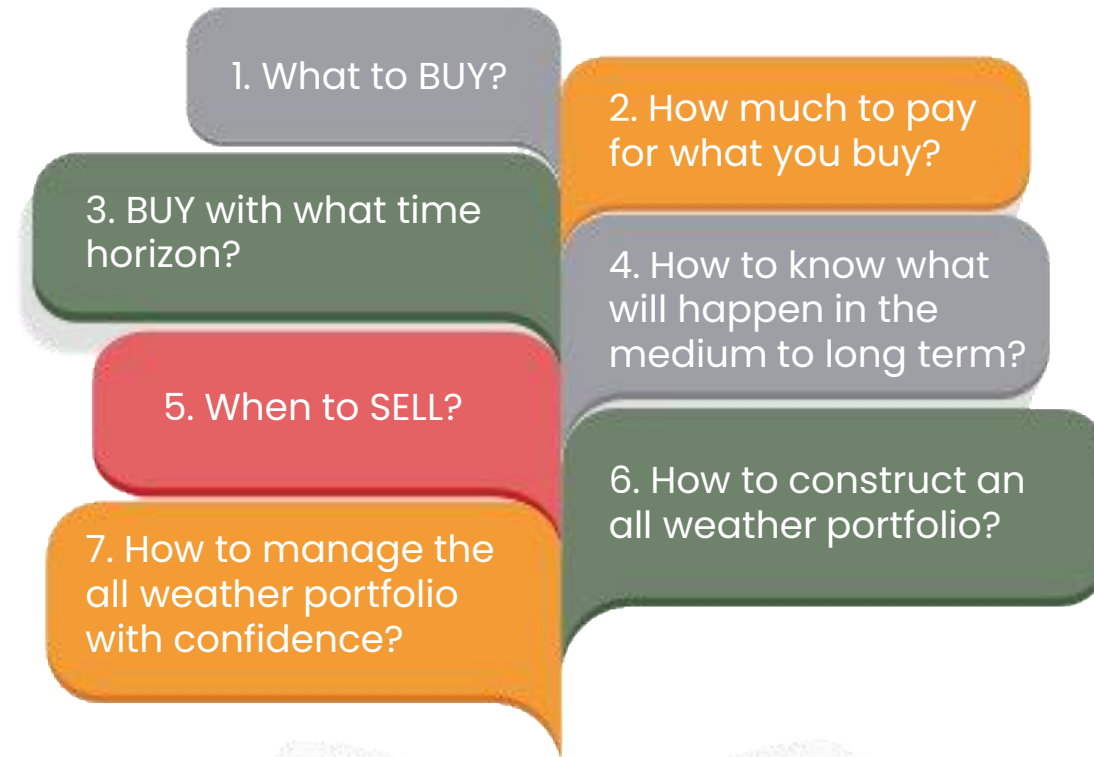 1. What to BUY?
2. How much to pay
for what you buy?
3. BUY with what time
horizon?
4. How to know what
will happen in the
medium to long term?
5. When to SELL?
6. How to construct an
all weather portfolio?
7. How to manage the
all weather portfolio
with confidence?